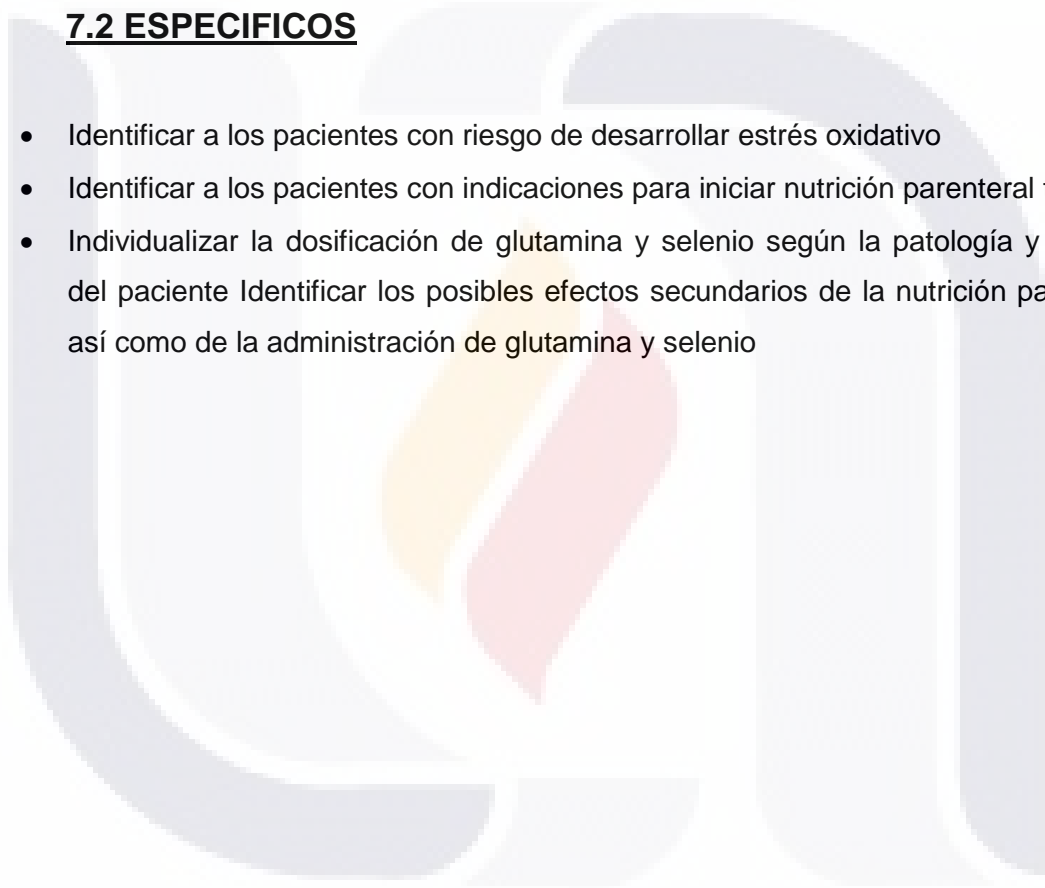 7.2 ESPECIFICOS
• Identificar a los pacientes con riesgo de desarrollar estrés oxidativo
• Identificar a los pacientes con indicaciones para iniciar nutrición parenteral
• Individualizar la dosificación de glutamina y selenio según la patología y
del paciente Identificar los posibles efectos secundarios de la nutrición
así como de la administración de glutamina y selenio